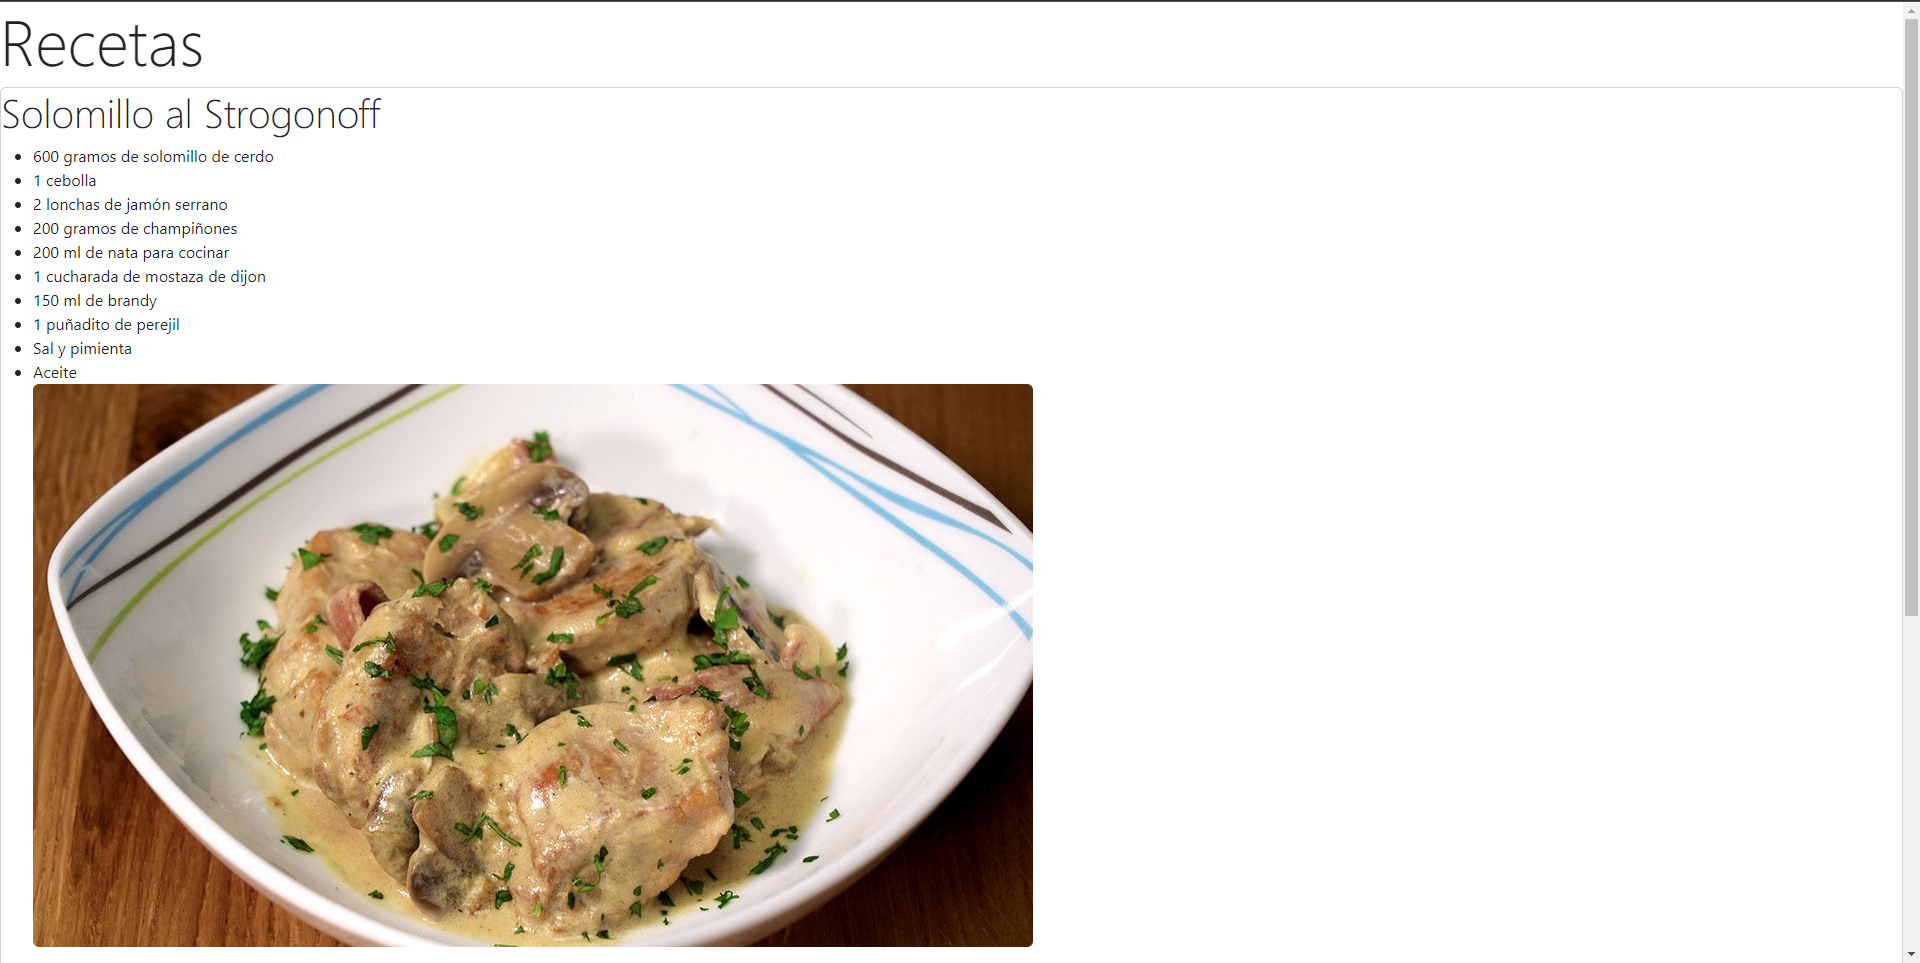 Recetas
Solomillo al Strogonoff
600 gramos de solomillo de cerdo
1 cebolla
2 lonchas de jamón serrano
200 gramos de champiñones
200 ml de nata para cocinar
1 cucharada de mostaza de dijon
150 ml de brandy
1 puñadito de perejil
Sal y pimienta
Aceite